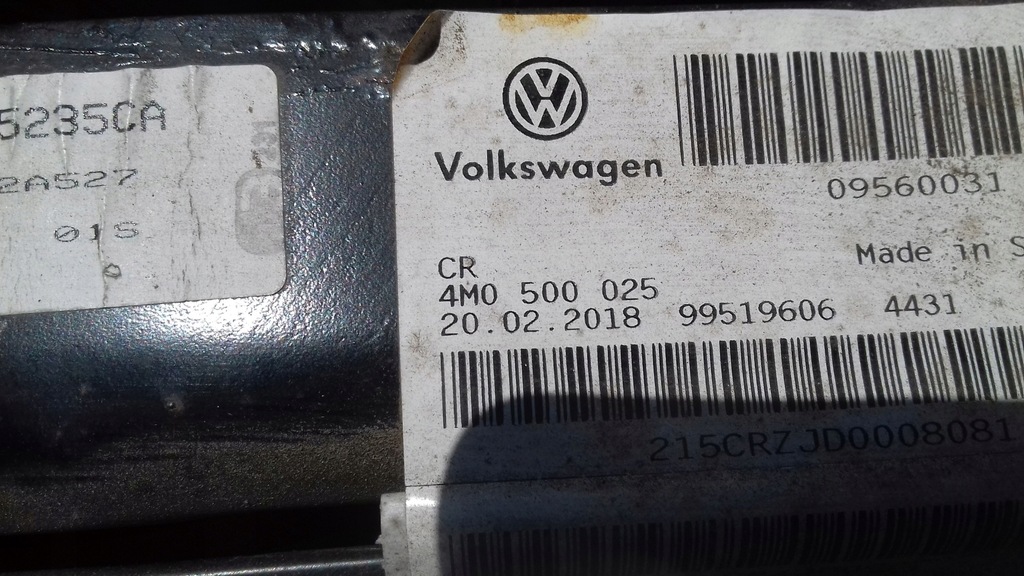 5235CA
2A527
01S
Volkswagen
09560031
Made in
CR
4M0 500 025
20.02.2018 99519606 4431
215CRZJD0008081